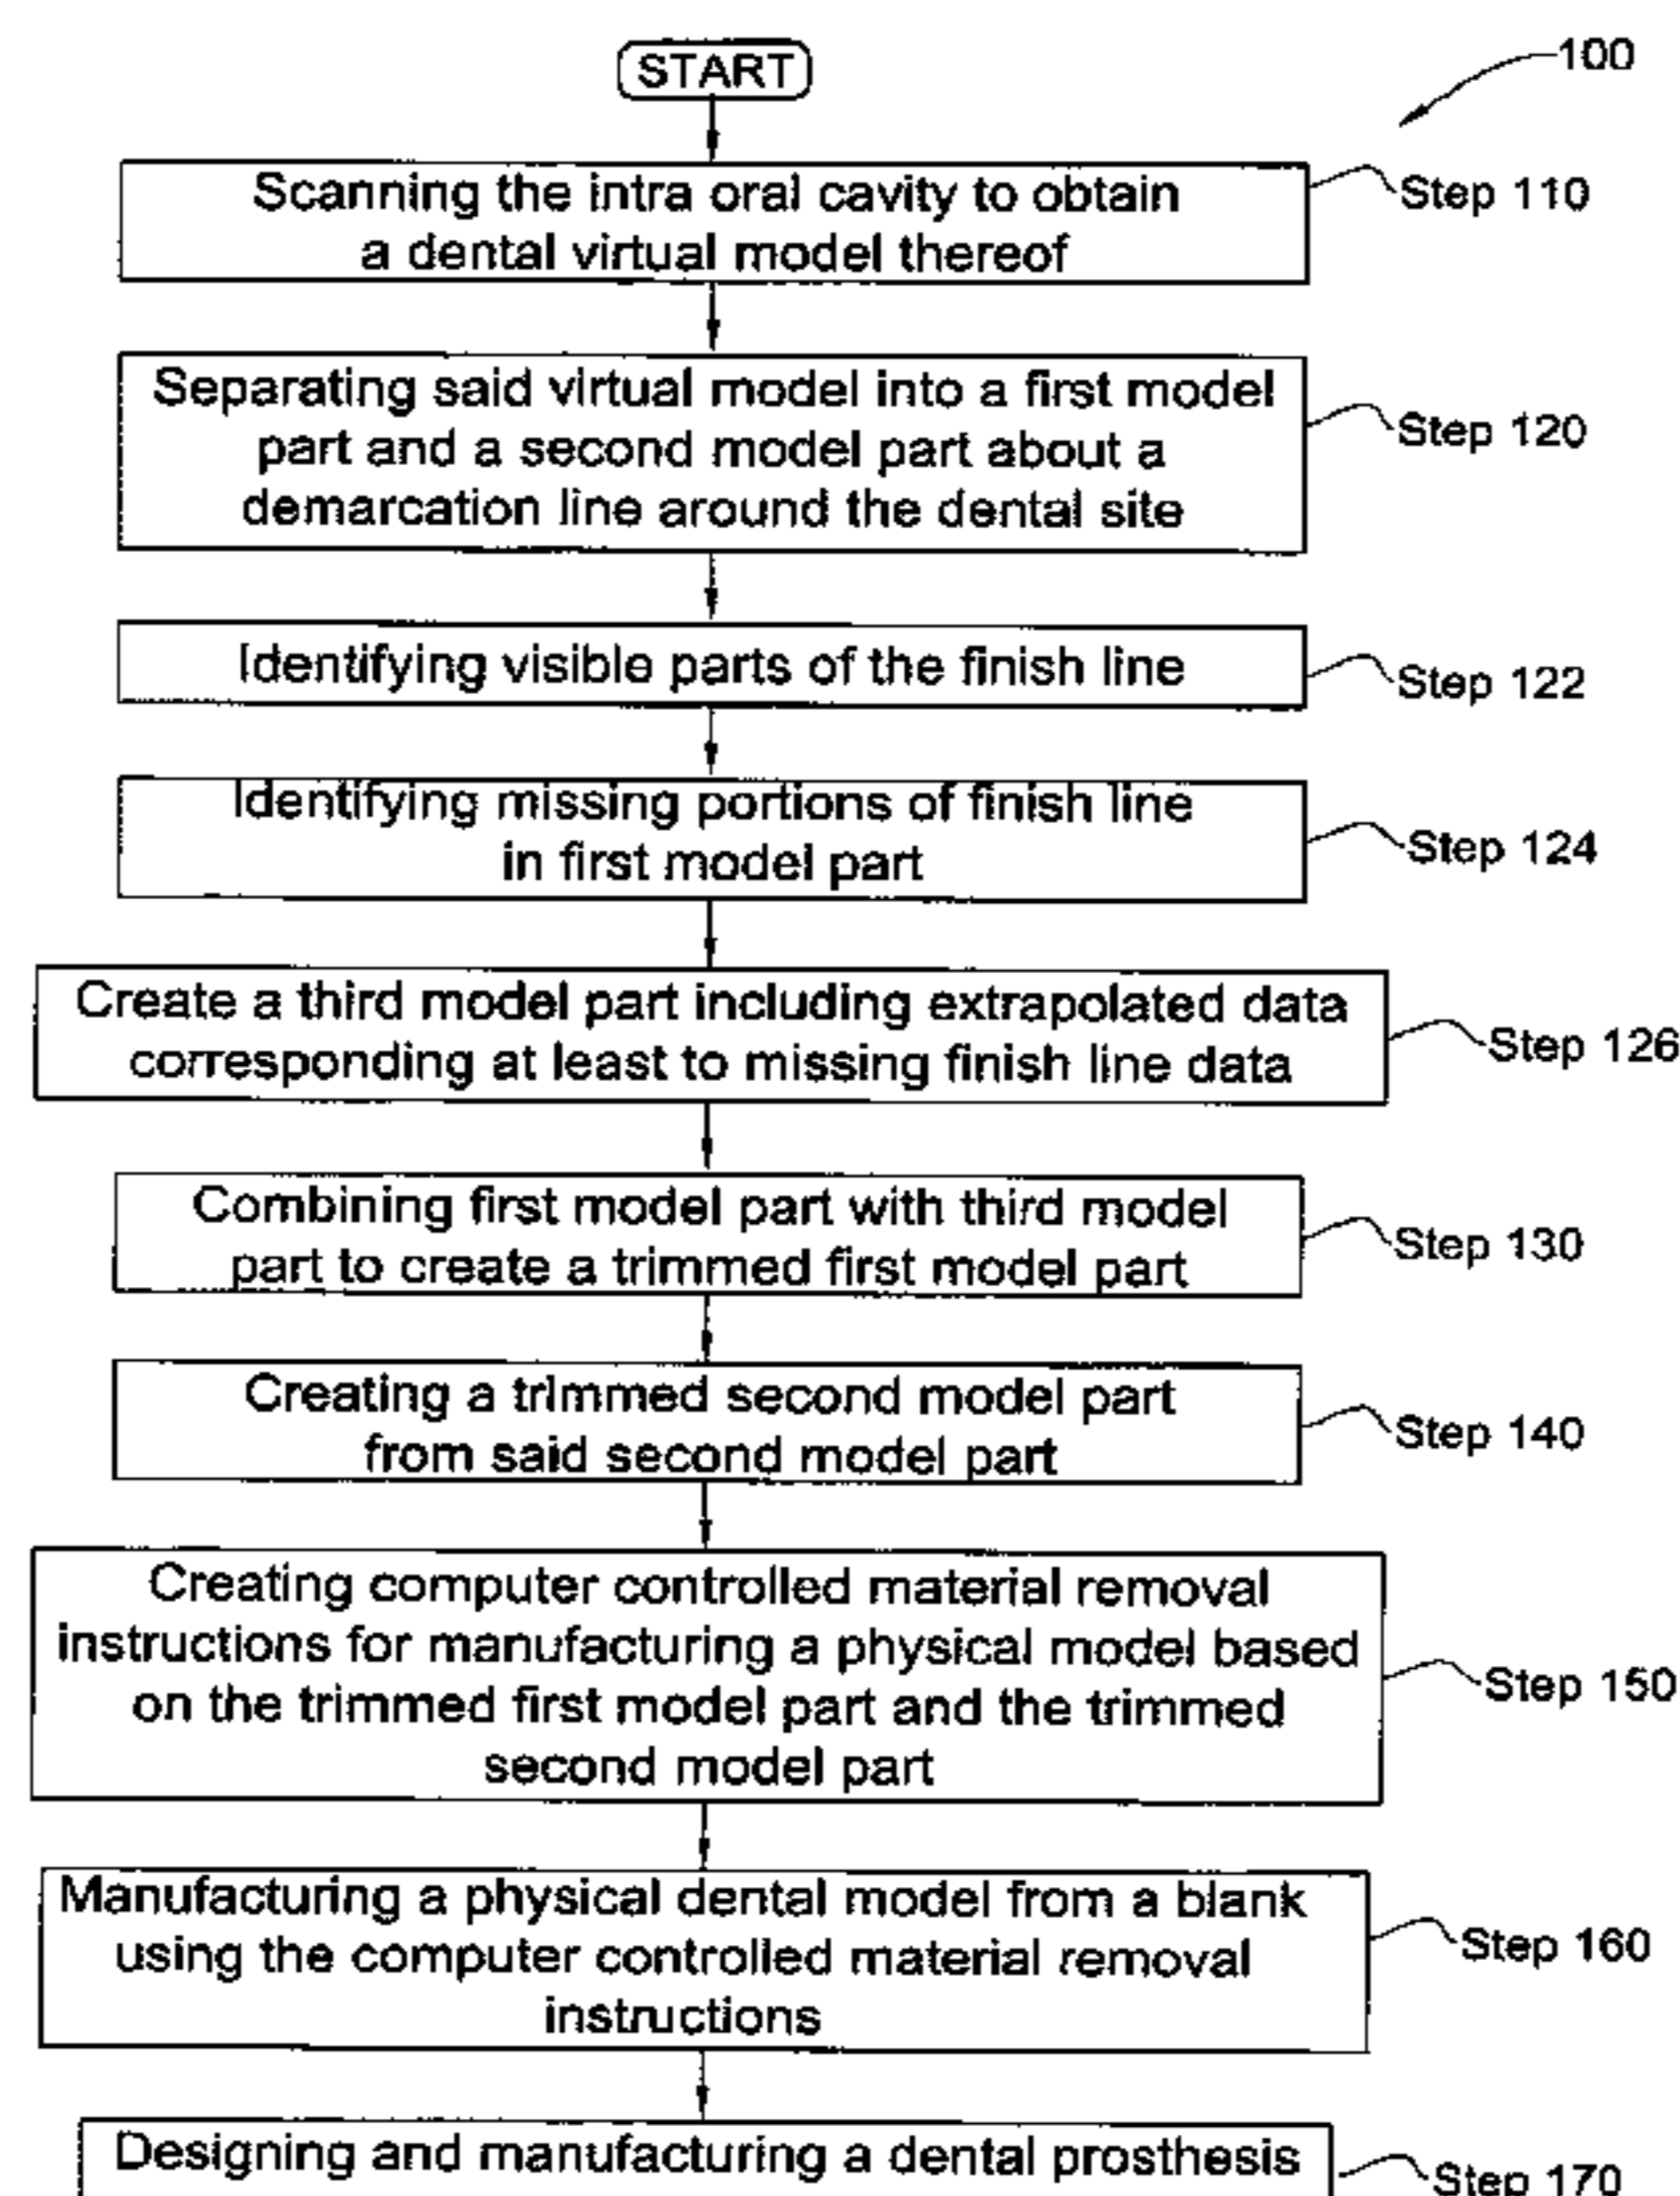 START
100
Scanning the intra oral cavity to obtain
a dental virtual model thereof
Step 110
Separating said virtual model into a first model
part and a second model part about a
demarcation line around the dental site
Step 120
Identifying visible parts of the finish line
Step 122
Identifying missing portions of finish line
in first model part
Step 124
Create a third model part including extrapolated data
corresponding at least to missing finish line data
Step 126
Combining first model part with third model
part to create a trimmed first model part
Step 130
Creating a trimmed second model part
from said second model part
Step 140
Creating computer controlled material removal
instructions for manufacturing a physical model based
on the trimmed first model part and the trimmed
second model part
Step 150
Manufacturing a physical dental model from a blank
using the computer controlled material removal
instructions
Step 160
Designing and manufacturing a dental prosthesis
Step 170